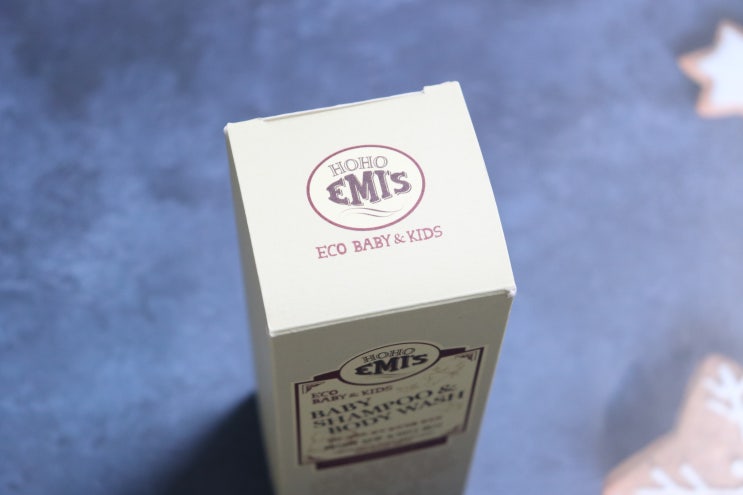 HOHO
EMI's
ECO BABY & KIDS
HOHO
EMI's
ECO
BABY & KIDS
BABY
SHAMPOO &
BODY WASH